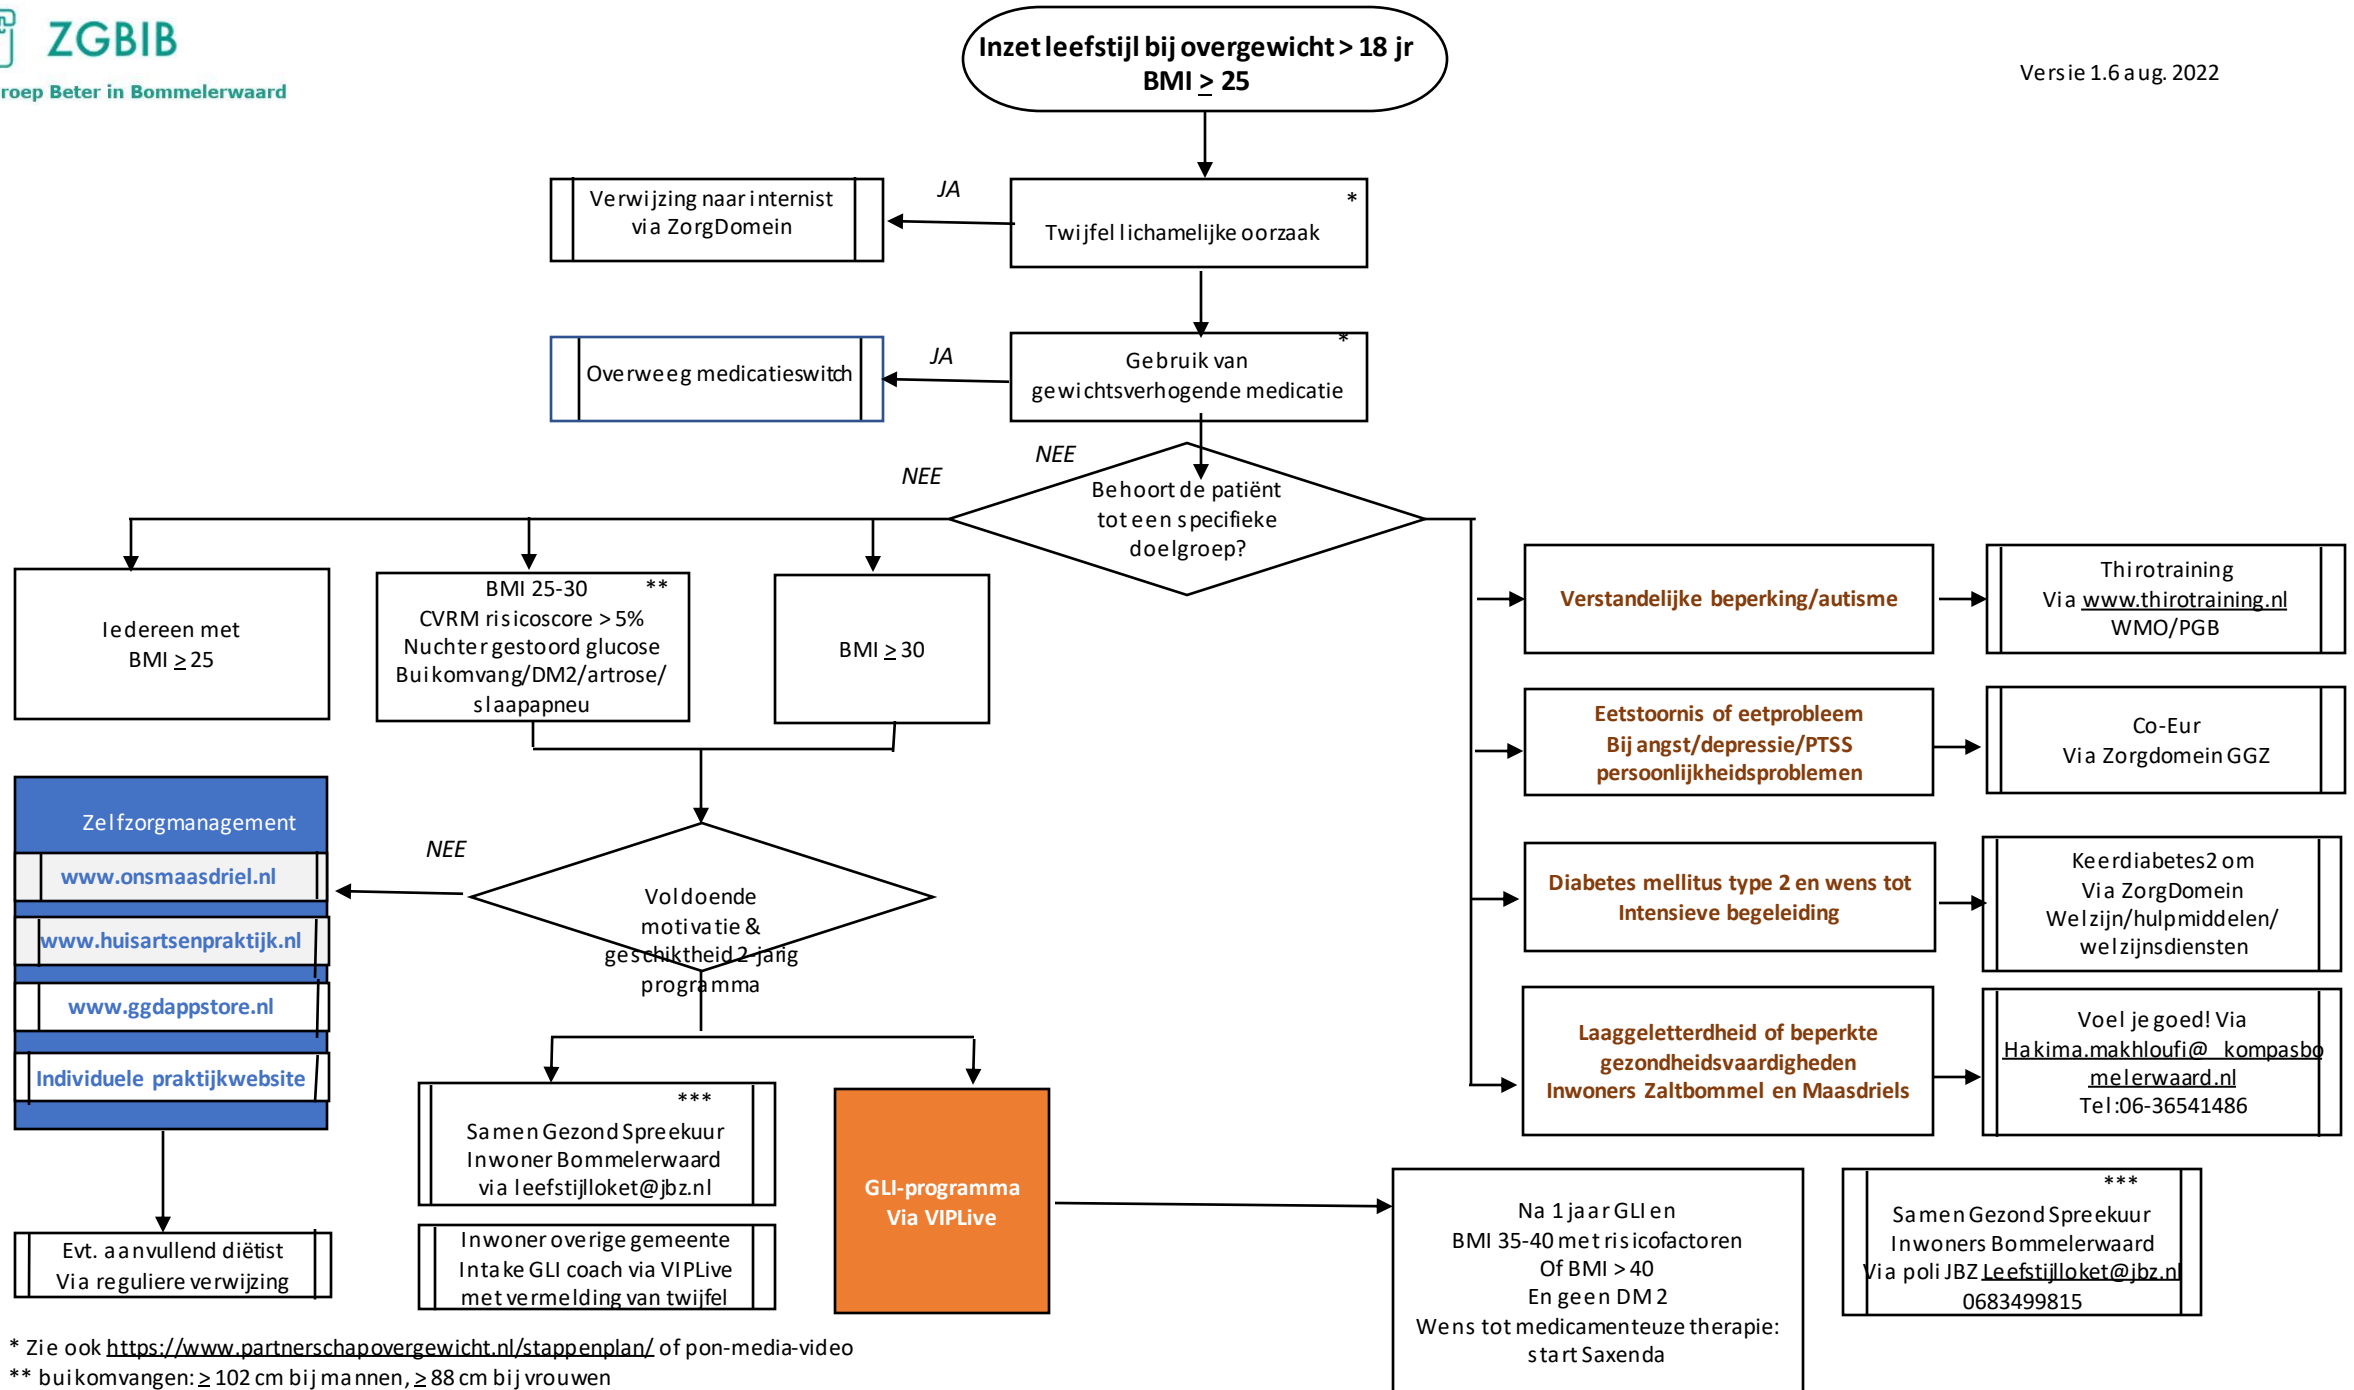 ZGBIB
roep Beter in Bommelerwaard
Inzet leefstijl bij overgewicht > 18 jr
BMI ≥ 25
Versie 1.6 aug. 2022
Verwijzing naar internist
via ZorgDomein
JA
*
Twijfel lichamelijke oorzaak
Overweeg medicatieswitch
JA
*
Gebruik van
gewichtsverhogende medicatie
NEE
NEE
Behoort de patiënt
tot een specifieke
doelgroep?
Iedereen met
BMI ≥ 25
BMI 25-30 **
CVRM risicoscore > 5%
Nuchter gestoord glucose
Buikomvang/DM2/artrose/
slaapapneu
BMI ≥ 30
Verstandelijke beperking/autisme
Thirotraining
Via www.thirotraining.nl
WMO/PGB
Eetstoornis of eetprobleem
Bij angst/depressie/PTSS
persoonlijkheidsproblemen
Co-Eur
Via Zorgdomein GGZ
Diabetes mellitus type 2 en wens tot
Intensieve begeleiding
Keerdiabetes2 om
Via ZorgDomein
Welzijn/hulpmiddelen/
welzijnsdiensten
Laaggeletterdheid of beperkte
gezondheidsvaardigheden
Inwoners Zaltbommel en Maasdriels
Voel je goed! Via
Hakima.makhloufi@ kompasbo
melerwaard.nl
Tel:06-36541486
Zelfzorgmanagement
www.onsmaasdriel.nl
www.huisartsenpraktijk.nl
www.ggdappstore.nl
Individuele praktijkwebsite
NEE
Voldoende
motivatie &
geschiktheid 2-jarig
programma
Evt. aanvullend diëtist
Via reguliere verwijzing
***
Samen Gezond Spreekuur
Inwoner Bommelerwaard
via leefstijlloket@jbz.nl
Inwoner overige gemeente
Intake GLI coach via VIPLive
met vermelding van twijfel
GLI-programma
Via VIPLive
Na 1 jaar GLI en
BMI 35-40 met risicofactoren
Of BMI > 40
En geen DM 2
Wens tot medicamenteuze therapie:
start Saxenda
***
Samen Gezond Spreekuur
Inwoners Bommelerwaard
Via poli JBZ Leefstijlloket@jbz.nl
0683499815
* Zie ook https://www.partnerschapovergewicht.nl/stappenplan/ of pon-media-video
** buikomvangen: ≥ 102 cm bij mannen, ≥ 88 cm bij vrouwen